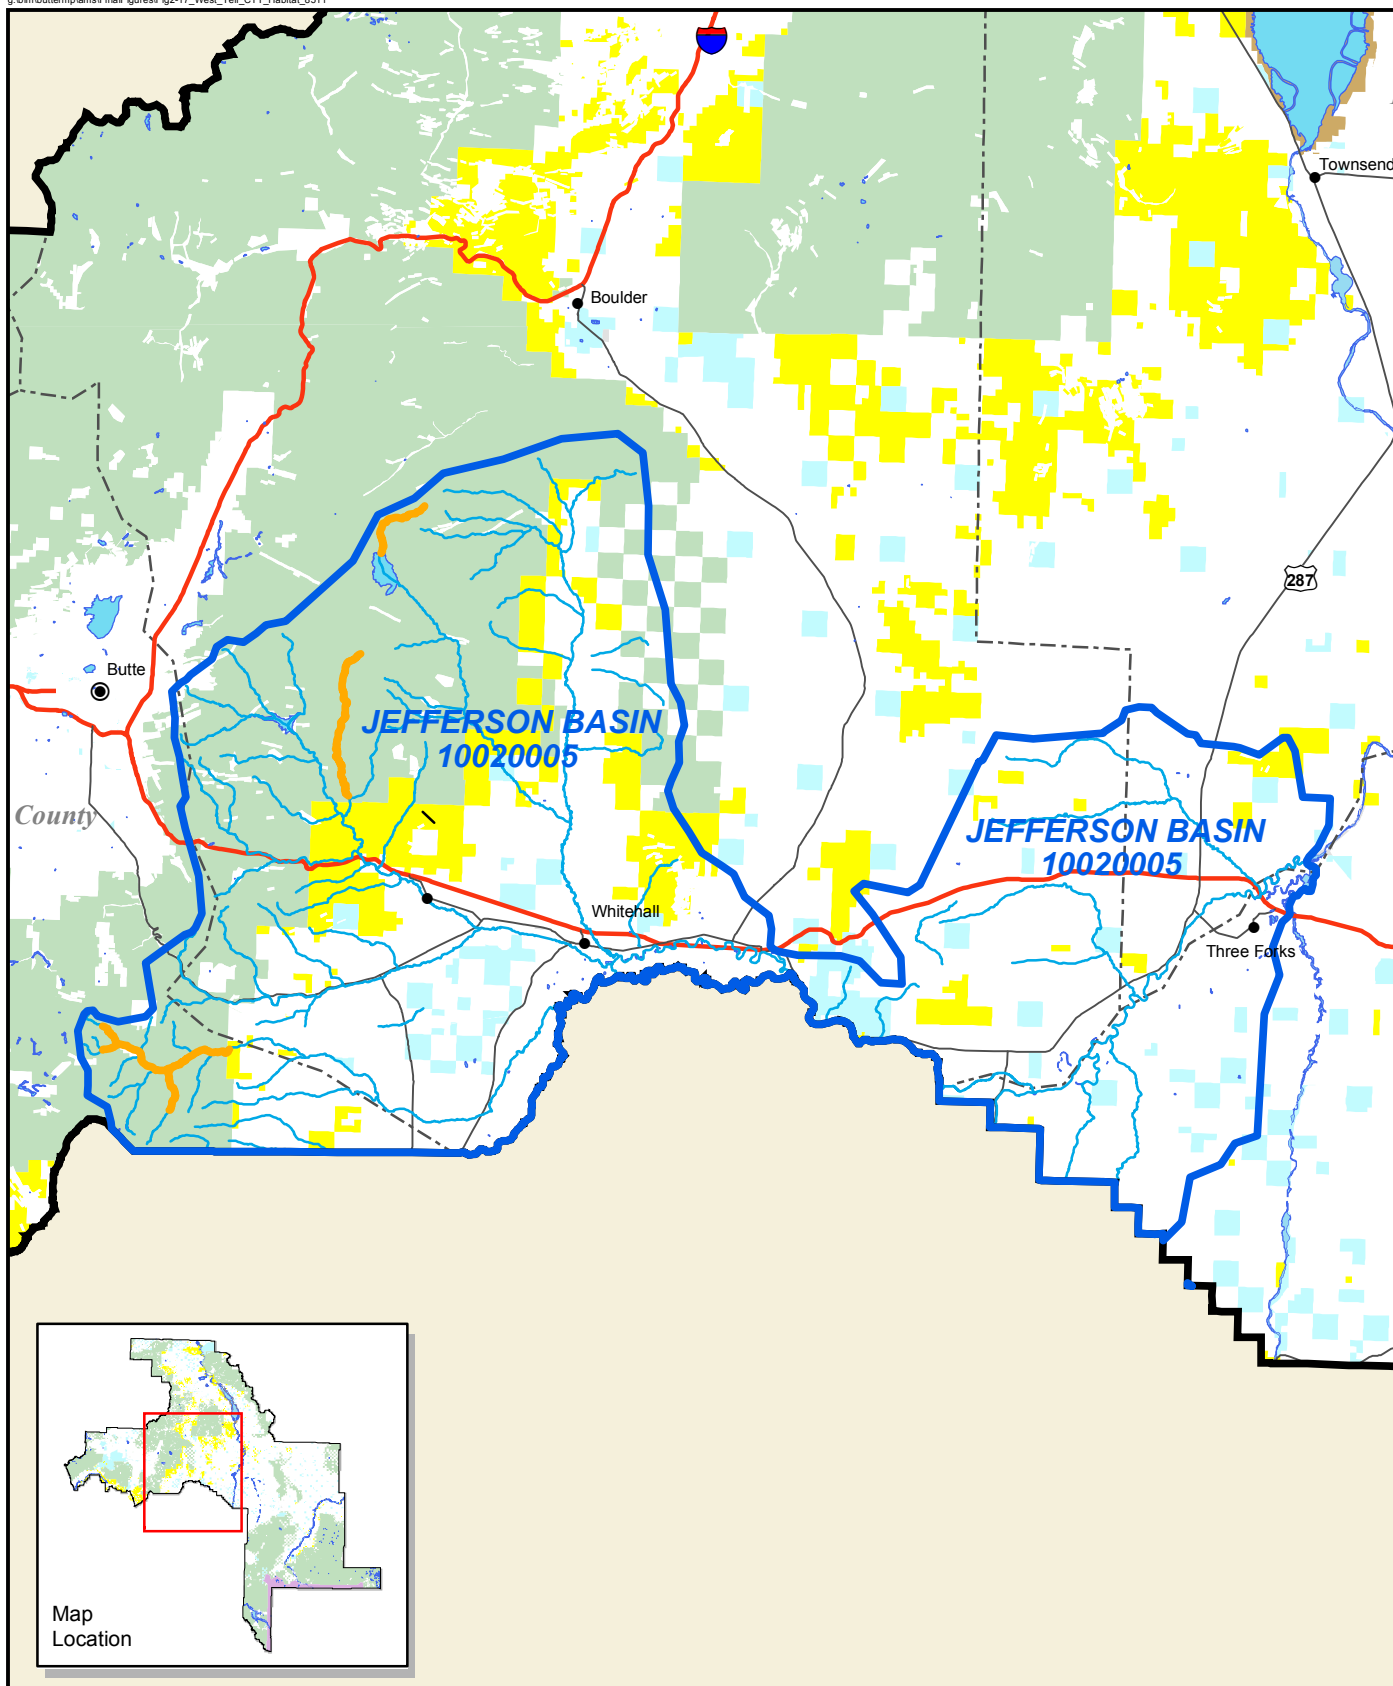 Townsend
Boulder
287
Butte
JEFFERSON BASIN
10020005
County
JEFFERSON BASIN
10020005
Whitehall
Three Forks
Map
Location